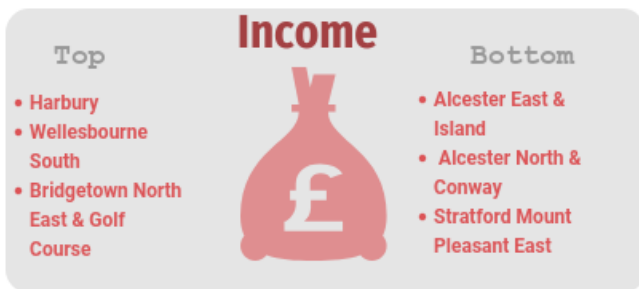 Income
Top
• Harbury
• Wellesbourne
South
• Bridgetown North
East & Golf
Course
£
Bottom
• Alcester East &
Island
• Alcester North &
Conway
• Stratford Mount
Pleasant East